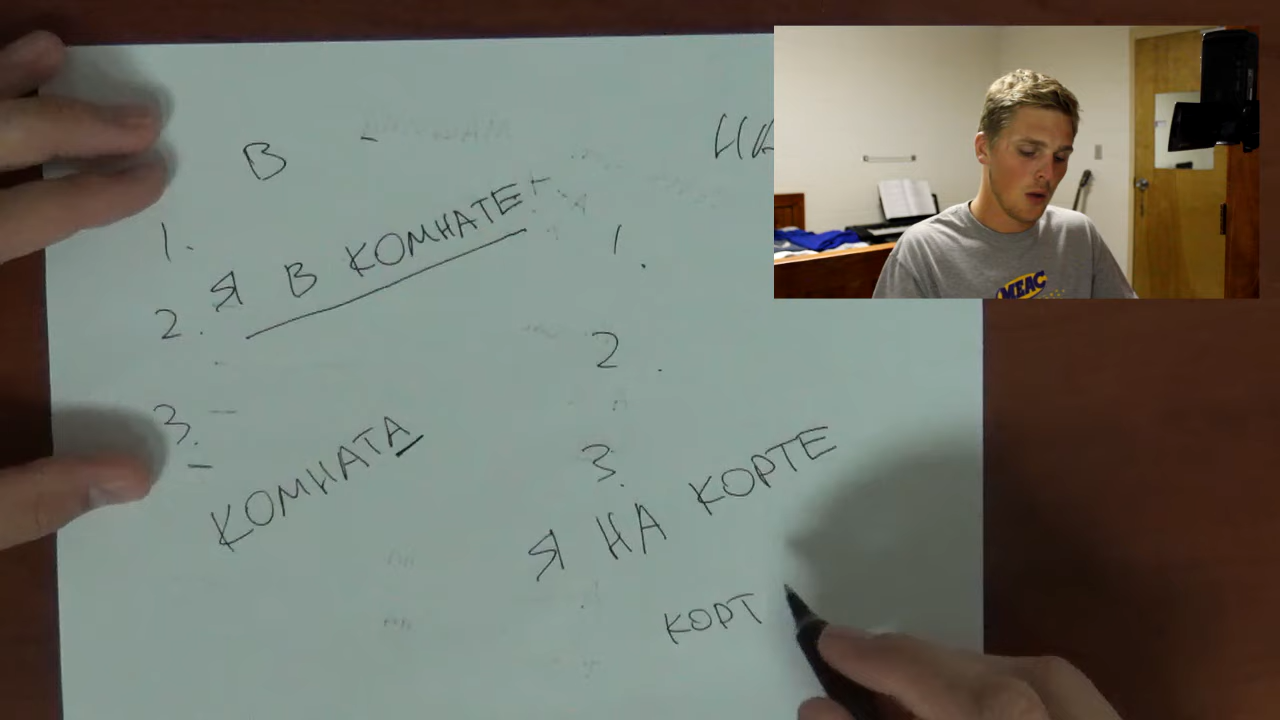 В -
1.
Я В КОМНАТЕ
2.
3.
КОМНАТА
1.
2.
3.
Я НА КОРТЕ
КОРТ
MEAC